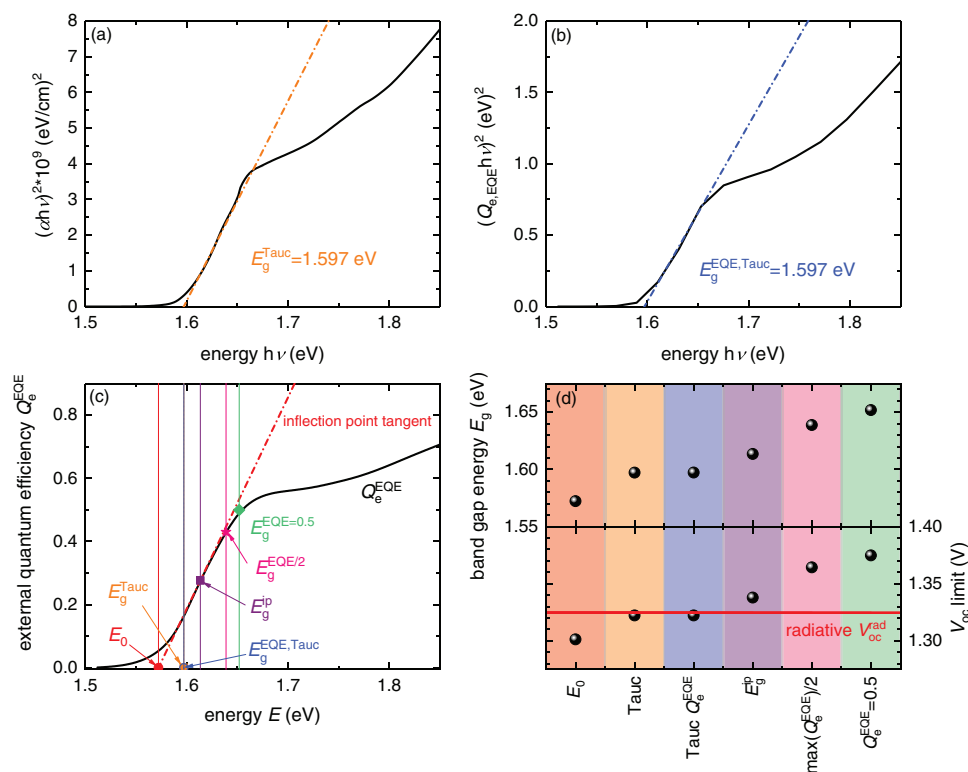 (a)
8
7
6
5
4
3
2
1
0
(αhν)²*10⁹ (eV/cm)²
E_g^Tauc=1.597 eV
1.5 1.6 1.7 1.8
energy hν (eV)
(b)
2.0
1.5
1.0
0.5
0.0
(Q_e,EQE hν)² (eV)²
E_g^EQE,Tauc=1.597 eV
1.5 1.6 1.7 1.8
energy hν (eV)
(c)
0.8
0.6
0.4
0.2
0.0
external quantum efficiency Q_e^EQE
inflection point tangent
Q_e^EQE
E_g^EQE=0.5
E_g^EQE/2
E_g^ip
E_g^Tauc
E_0
E_g^EQE,Tauc
1.5 1.6 1.7 1.8
energy E (eV)
(d)
1.65
1.60
1.55
band gap energy E_g (eV)
1.40
1.35
1.30
V_oc limit (V)
radiative V_oc^rad
E_0
Tauc
Tauc Q_e^EQE
E_g^ip
max(Q_e^EQE)/2
Q_e^EQE=0.5